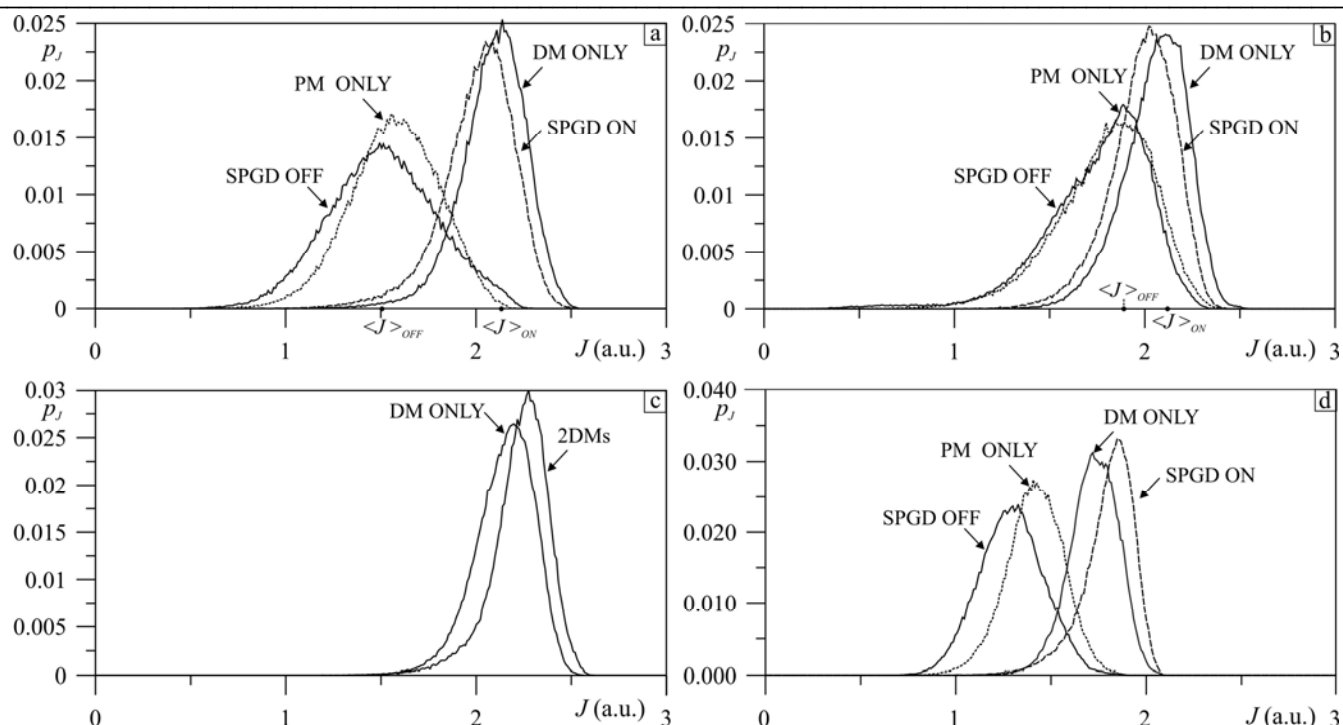 a
0.025
p_J
0.02
0.015
0.01
0.005
0
PM ONLY
DM ONLY
SPGD ON
SPGD OFF
<J>_OFF
<J>_ON
0
1
2
J (a.u.)
3
b
0.025
p_J
0.02
0.015
0.01
0.005
0
PM ONLY
DM ONLY
SPGD ON
SPGD OFF
<J>_OFF
<J>_ON
0
1
2
J (a.u.)
3
c
0.03
p_J
0.025
0.02
0.015
0.01
0.005
0
DM ONLY
2DMs
0
1
2
J (a.u.)
3
d
0.040
p_J
0.030
0.020
0.010
0.000
DM ONLY
PM ONLY
SPGD ON
SPGD OFF
0
1
2
J (a.u.)
3